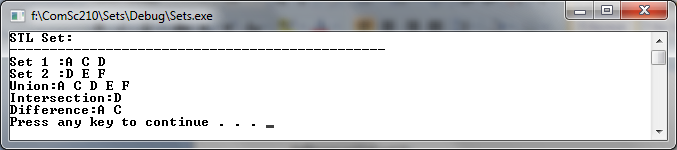 f:\ComSc210\Sets\Debug\Sets.exe
STL Set:
-----------------------------------------------
Set 1 :A C D
Set 2 :D E F
Union:A C D E F
Intersection:D
Difference:A C
Press any key to continue . . . _